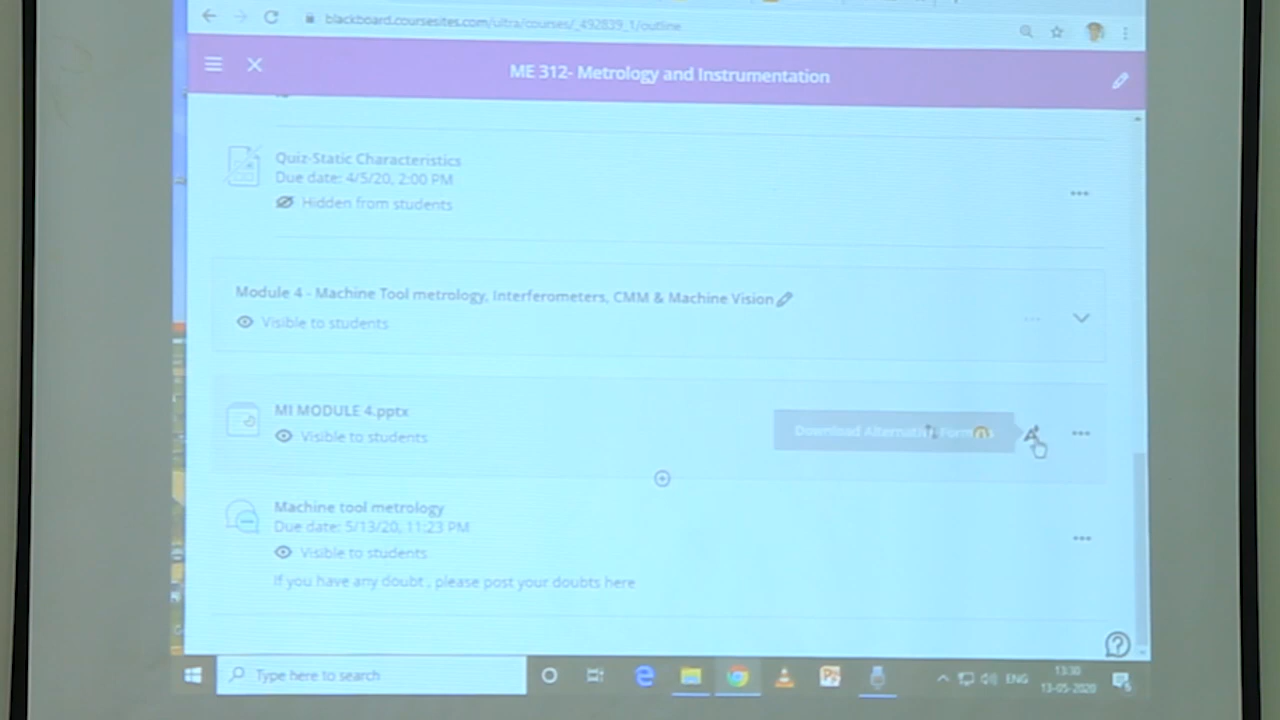 blackboard.coursesites.com/ultra/courses/_492839_1/outline
ME 312- Metrology and Instrumentation
Quiz-Static Characteristics
Due date: 4/5/20, 2:00 PM
Hidden from students
Module 4 - Machine Tool metrology, Interferometers, CMM & Machine Vision
Visible to students
MI MODULE 4.pptx
Visible to students
Download Alternative Formats
Machine tool metrology
Due date: 5/13/20, 11:23 PM
Visible to students
If you have any doubt , please post your doubts here
Type here to search
ENG
13:30
13-05-2020